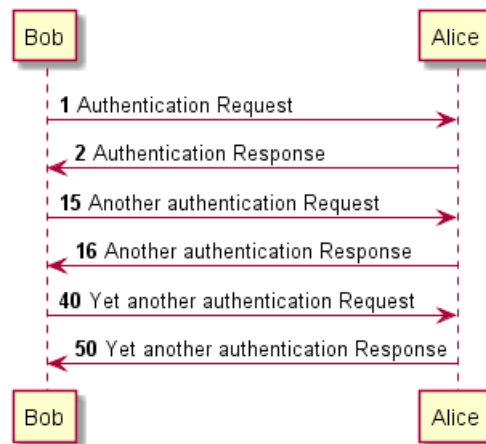 Bob Alice
1 Authentication Request
2 Authentication Response
15 Another authentication Request
16 Another authentication Response
40 Yet another authentication Request
50 Yet another authentication Response
Bob Alice